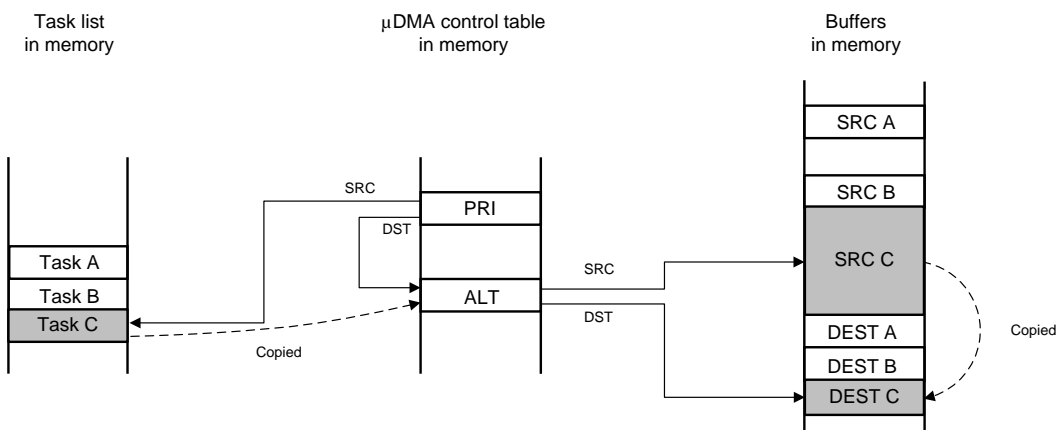 Task list
in memory
µDMA control table
in memory
Buffers
in memory
SRC A
SRC B
SRC C
DEST A
DEST B
DEST C
SRC
PRI
DST
Task A
Task B
Task C
ALT
SRC
DST
Copied
Copied